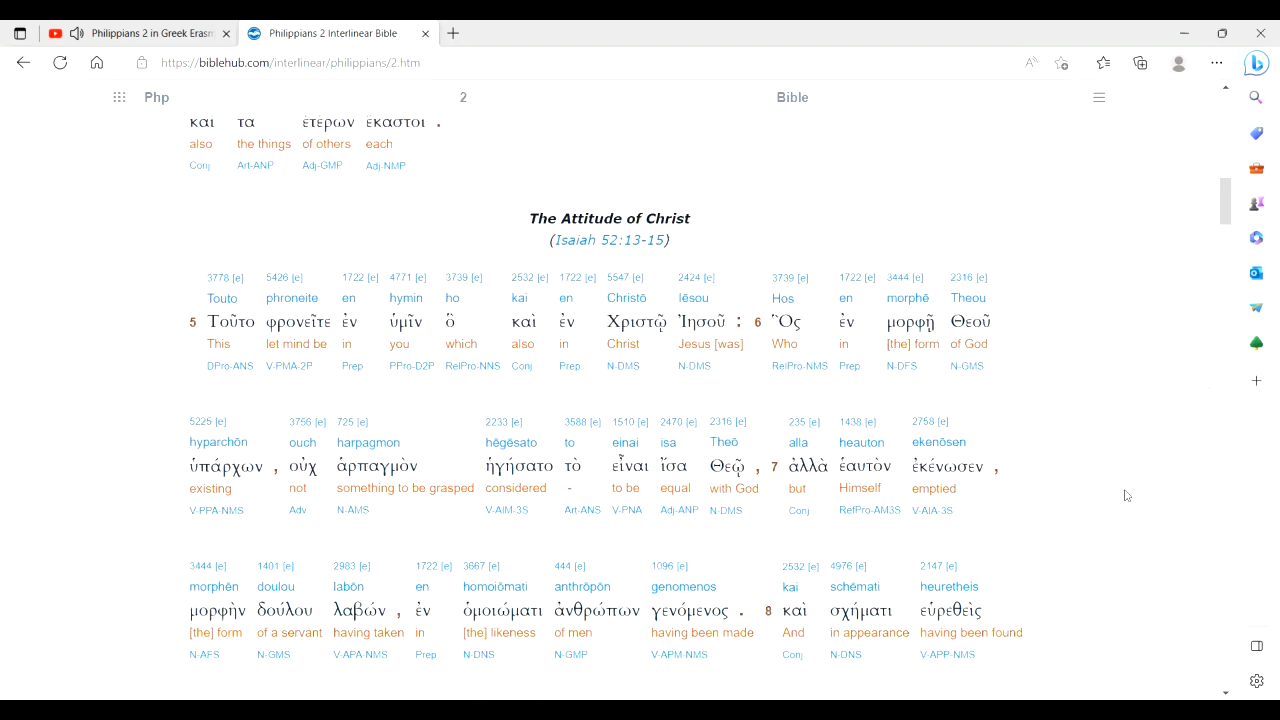 Philippians 2 in Greek Erasm
Philippians 2 Interlinear Bible
https://biblehub.com/interlinear/philippians/2.htm
Php 2 Bible
και τα ἑτέρων ἕκαστοι .
also the things of others each
Conj Art-ANP Adj-GMP Adj-NMP
The Attitude of Christ
(Isaiah 52:13-15)
3778 [e] 5426 [e] 1722 [e] 4771 [e] 3739 [e] 2532 [e] 1722 [e] 5547 [e] 2424 [e] 3739 [e] 1722 [e] 3444 [e] 2316 [e]
Touto phroneite en hymin ho kai en Christō Iēsou Hos en morphē Theou
5 Τοῦτο φρονεῖτε ἐν ὑμῖν ὃ καὶ ἐν Χριστῷ Ἰησοῦ : 6 Ὃς ἐν μορφῇ Θεοῦ
This let mind be in you which also in Christ Jesus [was] Who in [the] form of God
DPro-ANS V-PMA-2P Prep PPro-D2P RelPro-NNS Conj Prep N-DMS N-DMS RelPro-NMS Prep N-DFS N-GMS
5225 [e] 3756 [e] 725 [e] 2233 [e] 3588 [e] 1510 [e] 2470 [e] 2316 [e] 235 [e] 1438 [e] 2758 [e]
hyparchōn ouch harpagmon hēgēsato to einai isa Theō alla heauton ekenōsen
ὑπάρχων , οὐχ ἁρπαγμὸν ἡγήσατο τὸ εἶναι ἴσα Θεῷ , 7 ἀλλὰ ἑαυτὸν ἐκένωσεν ,
existing not something to be grasped considered - to be equal with God but Himself emptied
V-PPA-NMS Adv N-AMS V-AIM-3S Art-ANS V-PNA Adj-ANP N-DMS Conj RefPro-AM3S V-AIA-3S
3444 [e] 1401 [e] 2983 [e] 1722 [e] 3667 [e] 444 [e] 1096 [e] 2532 [e] 4976 [e] 2147 [e]
morphēn doulou labōn en homoiōmati anthrōpōn genomenos kai schēmati heuretheis
μορφὴν δούλου λαβών , ἐν ὁμοιώματι ἀνθρώπων γενόμενος . 8 καὶ σχήματι εὑρεθεὶς
[the] form of a servant having taken in [the] likeness of men having been made And in appearance having been found
N-AFS N-GMS V-APA-NMS Prep N-DNS N-GMP V-APM-NMS Conj N-DNS V-APP-NMS